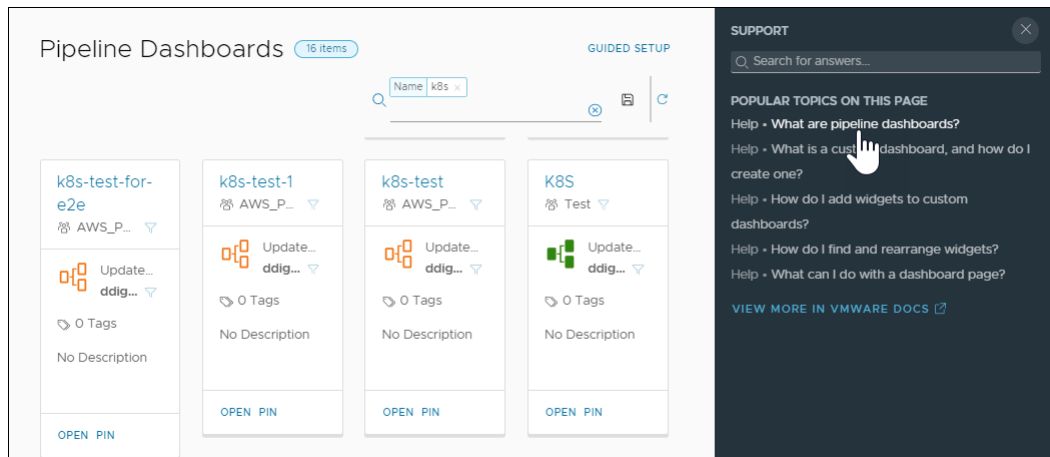 Pipeline Dashboards 16 items
GUIDED SETUP
Name k8s ×
k8s-test-for-
e2e
AWS_P...
Update...
ddig...
0 Tags
No Description
OPEN PIN
k8s-test-1
AWS_P...
Update...
ddig...
0 Tags
No Description
OPEN PIN
k8s-test
AWS_P...
Update...
ddig...
0 Tags
No Description
OPEN PIN
K8S
Test
Update...
ddig...
0 Tags
No Description
OPEN PIN
SUPPORT
Search for answers...
POPULAR TOPICS ON THIS PAGE
Help • What are pipeline dashboards?
Help • What is a dashboard, and how do I
create one?
Help • How do I add widgets to custom
dashboards?
Help • How do I find and rearrange widgets?
Help • What can I do with a dashboard page?
VIEW MORE IN VMWARE DOCS